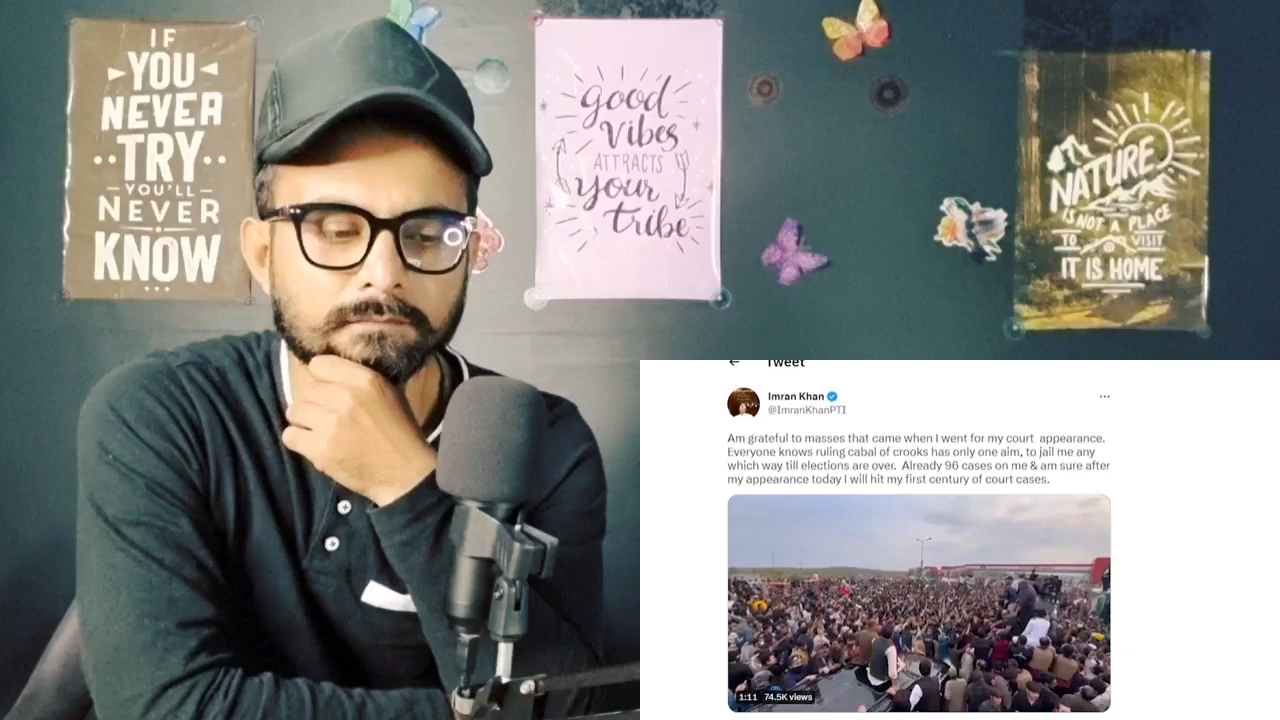 IF
YOU
NEVER
TRY
YOU'LL
NEVER
KNOW
good
vibes
ATTRACTS
your
tribe
NATURE
IS NOT A PLACE
TO VISIT
IT IS HOME
Tweet
Imran Khan
@ImranKhanPTI
Am grateful to masses that came when I went for my court appearance.
Everyone knows ruling cabal of crooks has only one aim, to jail me any
which way till elections are over. Already 96 cases on me & am sure after
my appearance today I will hit my first century of court cases.
1:11 74.5K views